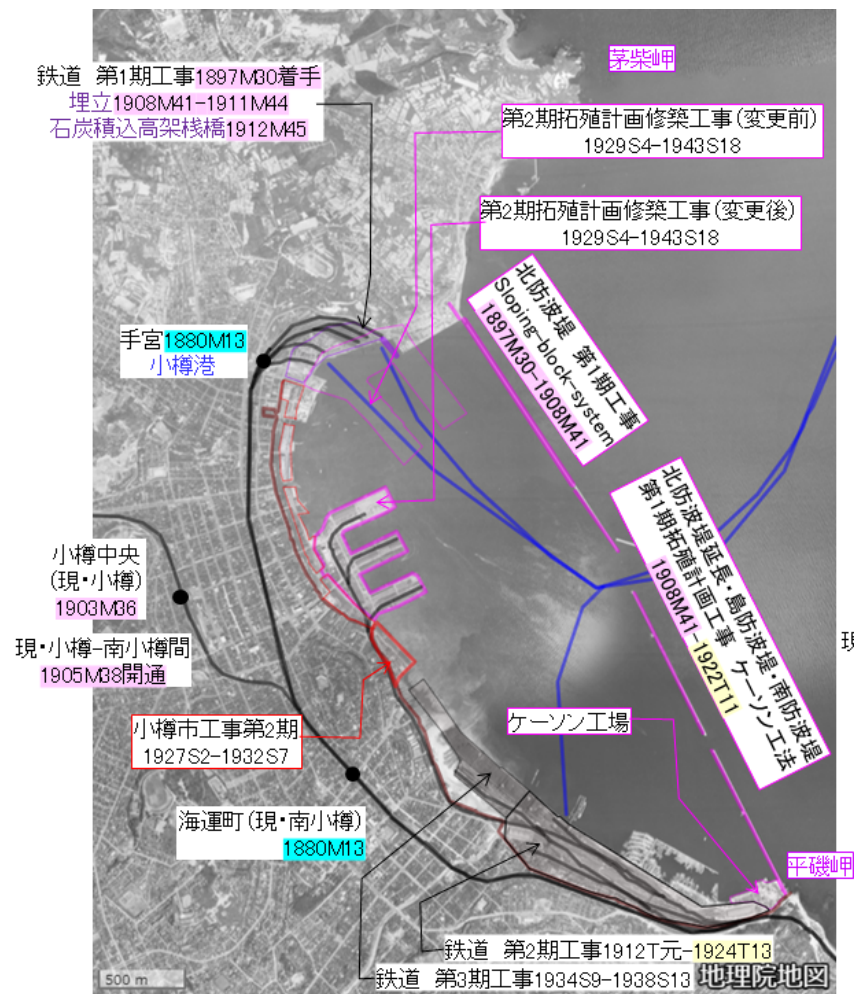 茅柴岬
鉄道 第1期工事1897M30着手
埋立1908M41-1911M44
石炭積込高架桟橋1912M45
第2期拓殖計画修築工事(変更前)
1929S4-1943S18
第2期拓殖計画修築工事(変更後)
1929S4-1943S18
北防波堤 第1期工事
Sloping-block-system
1897M30-1908M41
手宮1880M13
小樽港
北防波堤延長・島防波堤・南防波堤
第1期拓殖計画工事 ケーソン工法
1908M41-1922T11
小樽中央
(現・小樽)
1903M36
現・小樽-南小樽間
1905M38開通
現
小樽市工事第2期
1927S2-1932S7
ケーソン工場
海運町(現・南小樽)
1880M13
平磯岬
鉄道 第2期工事1912T元-1924T13
鉄道 第3期工事1934S9-1938S13
500 m
地理院地図